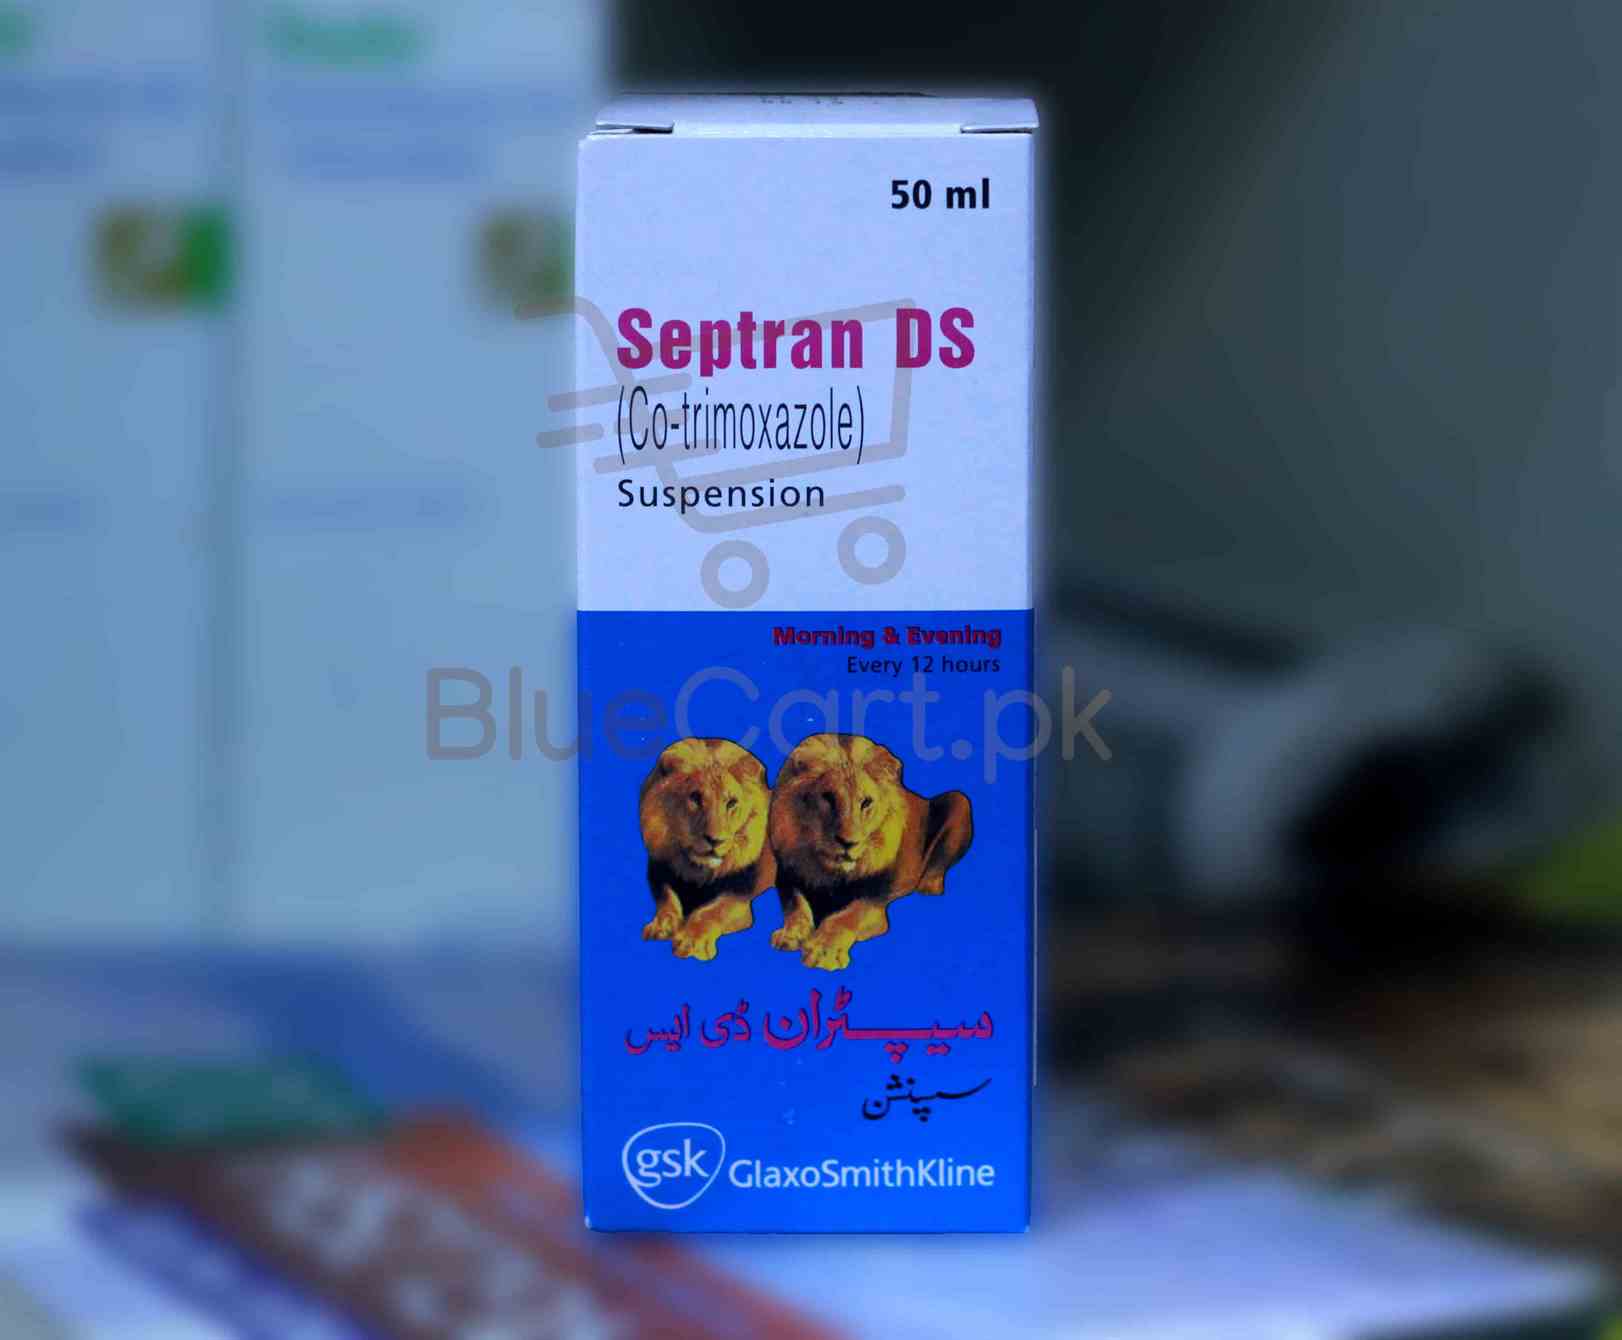 50 ml
Septran DS
(Co-trimoxazole)
Suspension
Morning & Evening
Every 12 hours
BlueCart.pk
سیپٹران ڈی ایس
سسپنشن
gsk GlaxoSmithKline